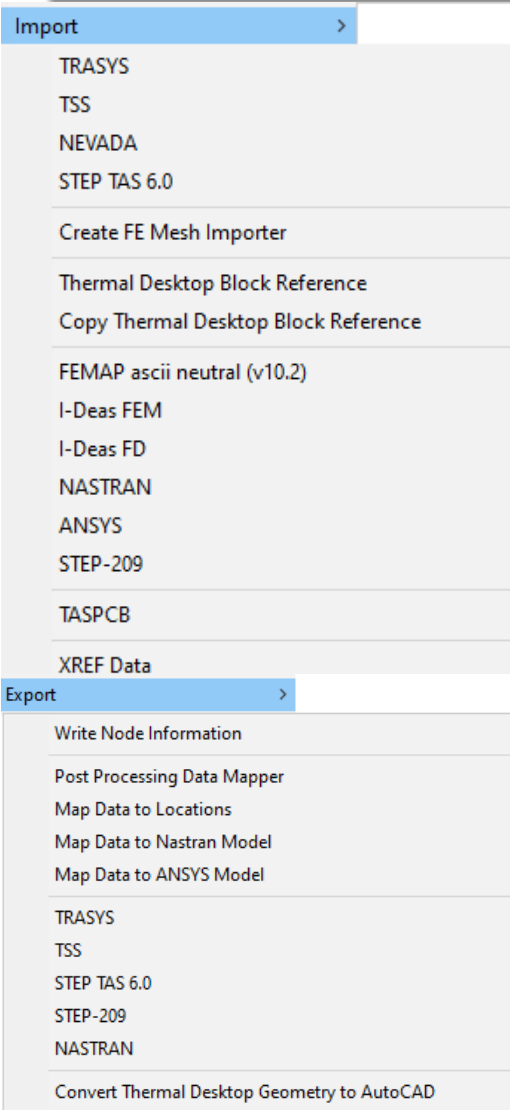 Import >
TRASYS
TSS
NEVADA
STEP TAS 6.0
Create FE Mesh Importer
Thermal Desktop Block Reference
Copy Thermal Desktop Block Reference
FEMAP ascii neutral (v10.2)
I-Deas FEM
I-Deas FD
NASTRAN
ANSYS
STEP-209
TASPCB
XREF Data
Export >
Write Node Information
Post Processing Data Mapper
Map Data to Locations
Map Data to Nastran Model
Map Data to ANSYS Model
TRASYS
TSS
STEP TAS 6.0
STEP-209
NASTRAN
Convert Thermal Desktop Geometry to AutoCAD